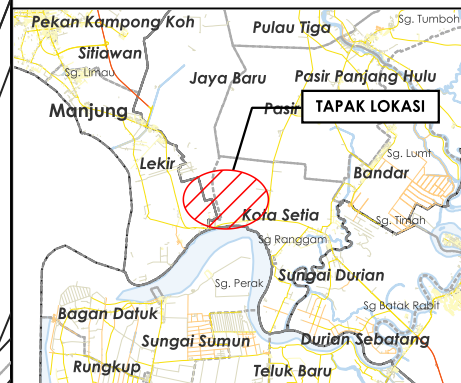 Pekan Kampong Koh
Pulau Tiga
Sg. Tumboh
Sitiawan
Sg. Limau
Jaya Baru
Pasir Panjang Hulu
Manjung
Pasir
TAPAK LOKASI
Lekir
Sg. Lumt
Bandar
Kota Setia
Sg. Timah
Sg Ranggam
Sg. Perak
Sungai Durian
Sg Batak Rabit
Bagan Datuk
Sungai Sumun
Durian Sebatang
Rungkup
Teluk Baru